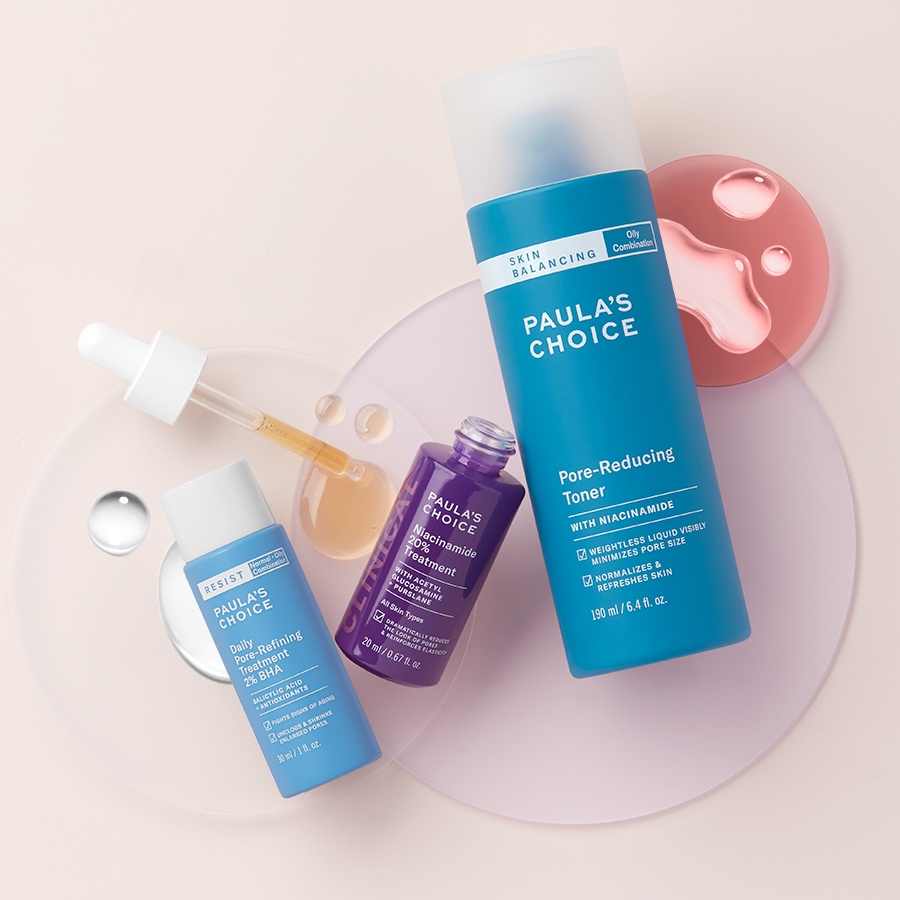 SKIN
BALANCING
Oily
Combination
PAULA'S
CHOICE
Pore-Reducing
Toner
WITH NIACINAMIDE
WEIGHTLESS LIQUID VISIBLY
MINIMIZES PORE SIZE
NORMALIZES &
REFRESHES SKIN
190 ml / 6.4 fl. oz.
CLINICAL
PAULA'S
CHOICE
Niacinamide
20%
Treatment
WITH ACETYL
GLUCOSAMINE
+ PURSLANE
All Skin Types
DRAMATICALLY REDUCES
THE LOOK OF PORES
& REINFORCES ELASTICITY
20 ml / 0.67 fl. oz.
RESIST
Normal - Oily
Combination
PAULA'S
CHOICE
Daily
Pore-Refining
Treatment
2% BHA
SALICYLIC ACID
+ ANTIOXIDANTS
FIGHTS SIGNS OF AGING
UNCLOGS & SHRINKS
ENLARGED PORES
30 ml / 1 fl. oz.